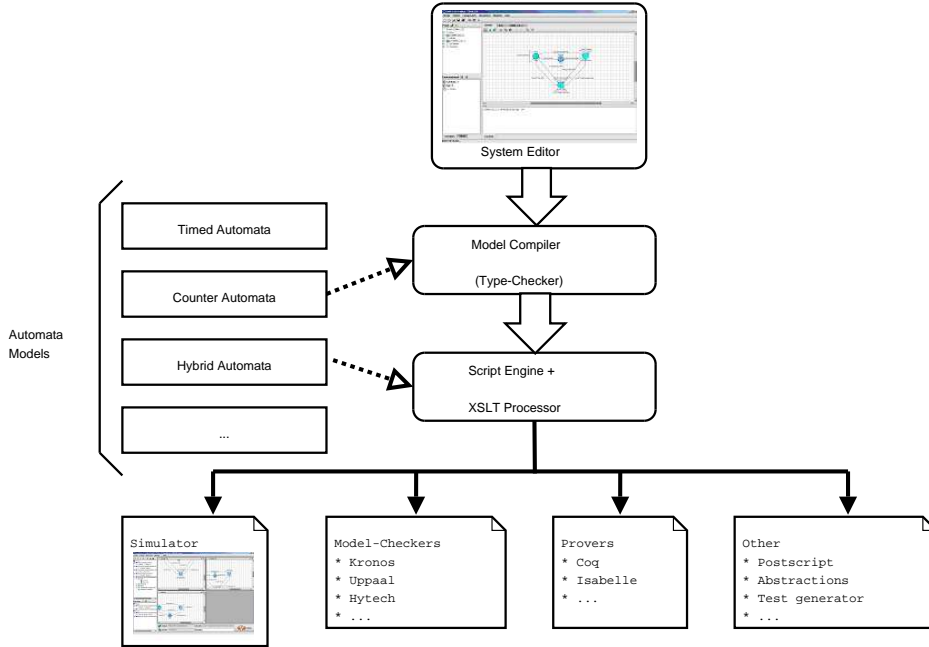 System Editor
Timed Automata
Model Compiler
(Type-Checker)
Counter Automata
Automata
Models
Hybrid Automata
Script Engine +
XSLT Processor
...
Simulator
Model-Checkers
* Kronos
* Uppaal
* Hytech
* ...
Provers
* Coq
* Isabelle
* ...
Other
* Postscript
* Abstractions
* Test generator
* ...